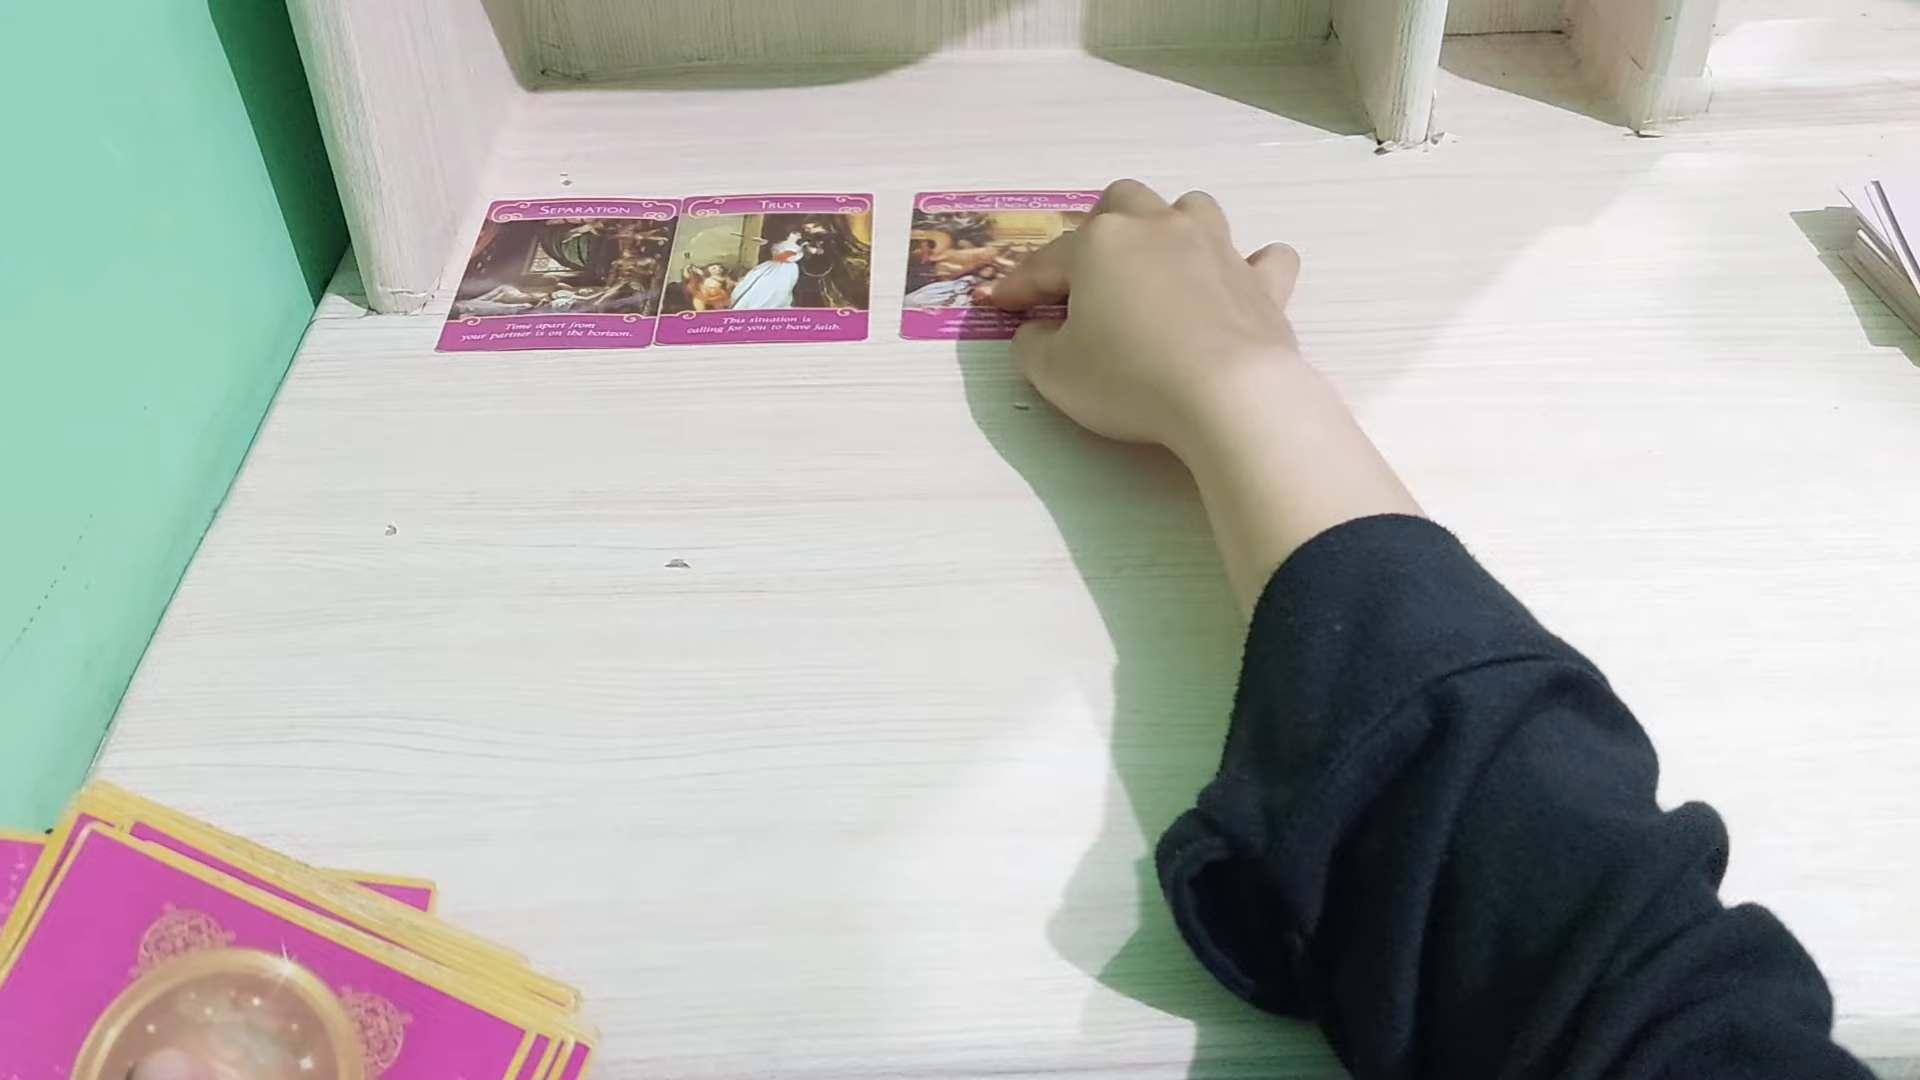 SEPARATION
Time apart from
your partner is on the horizon.
TRUST
This situation is
calling for you to have faith.
GETTING TO
KNOW EACH OTHER